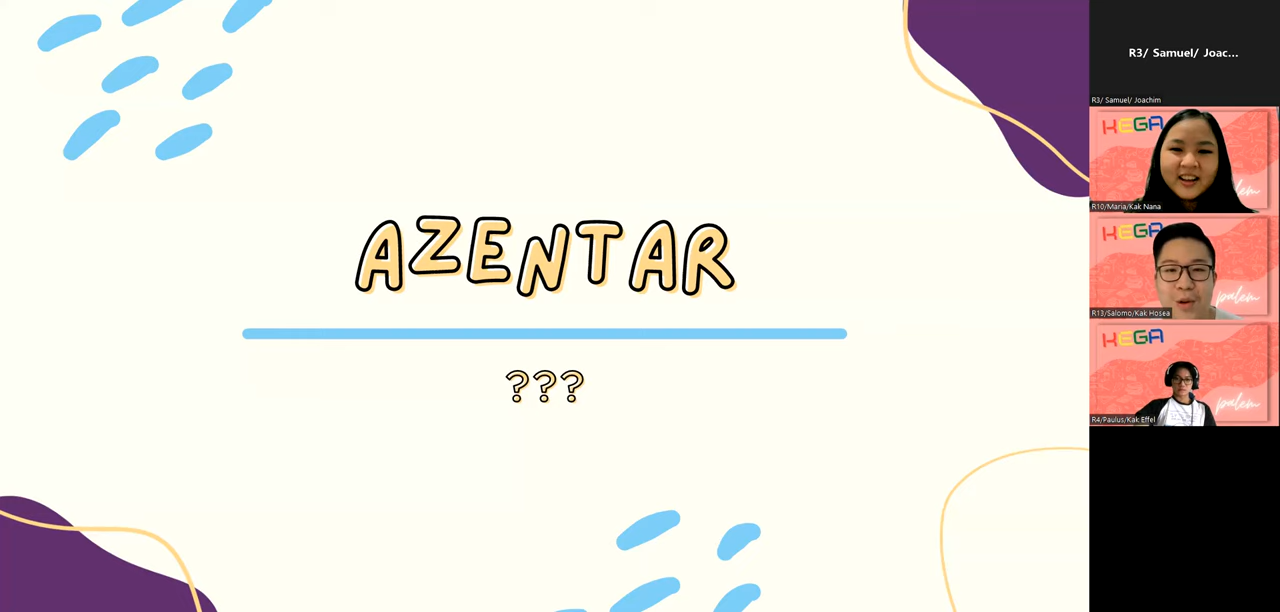 AZENTAR
???
R3/ Samuel/ Joac...
R3/ Samuel/ Joachim
HEGA
R10/Maria/Kak Nana
HEGA
palem
R13/Salomo/Kak Hosea
HEGA
palem
R4/Paulus/Kak Effel